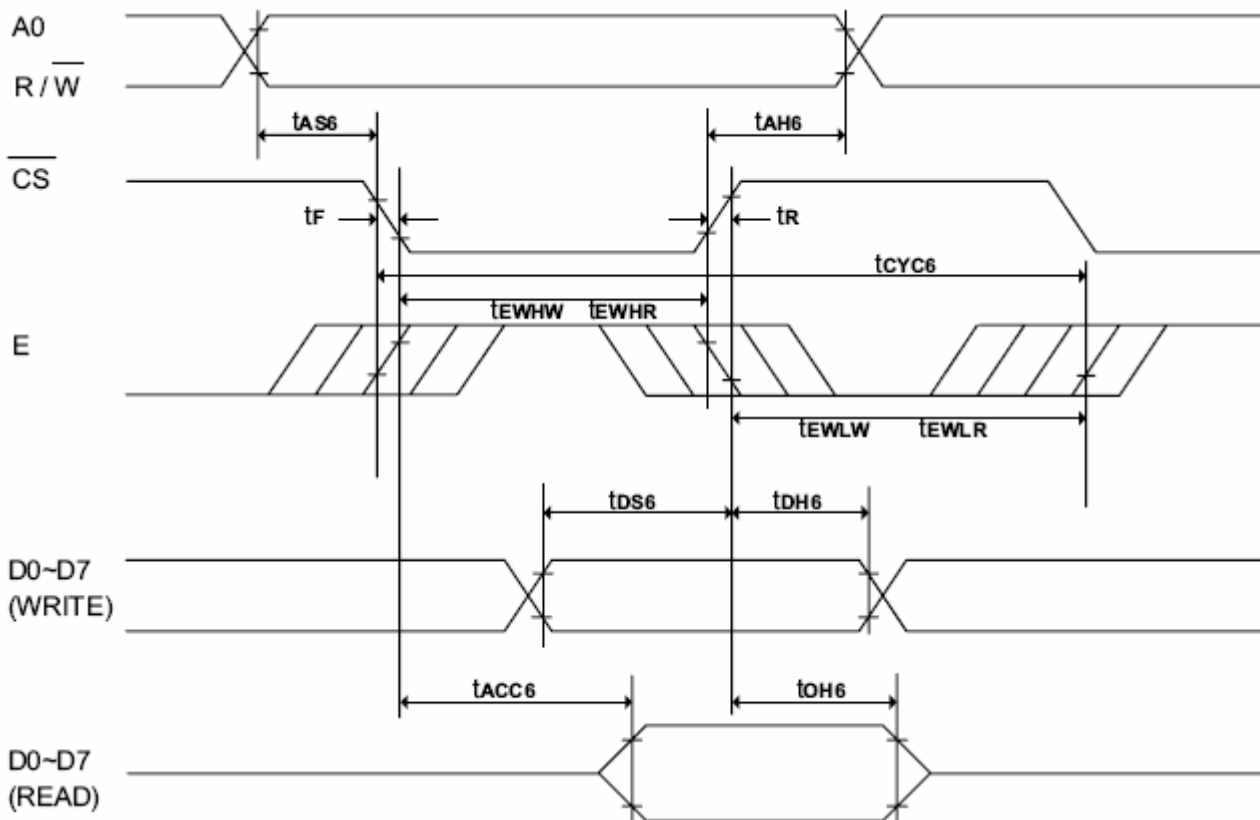 A0
R / W̅
tAS6 tAH6
C̅S̅
tF tR
tCYC6
tEWHW tEWHR
E
tEWLW tEWLR
tDS6 tDH6
D0~D7
(WRITE)
tACC6 tOH6
D0~D7
(READ)